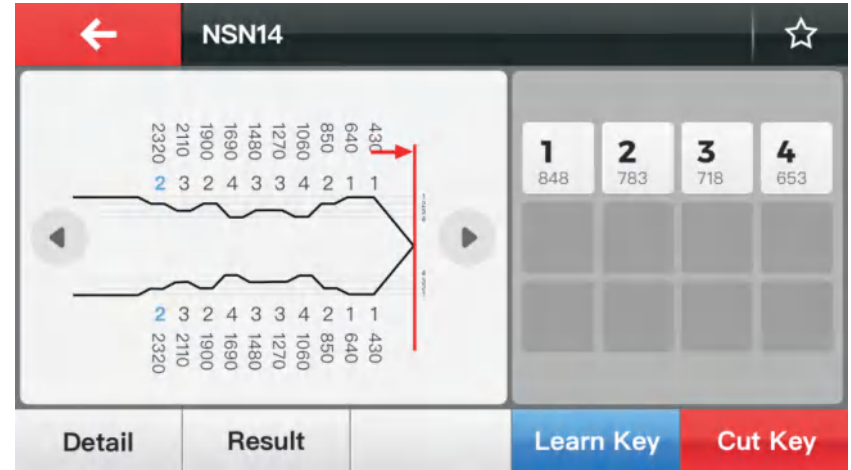 NSN14
2320 2110 1900 1690 1480 1270 1060 850 640 430
2 3 2 4 3 3 4 2 1 1
2 3 2 4 3 3 4 2 1 1
2320 2110 1900 1690 1480 1270 1060 850 640 430
1 2 3 4
848 783 718 653
Detail Result Learn Key Cut Key